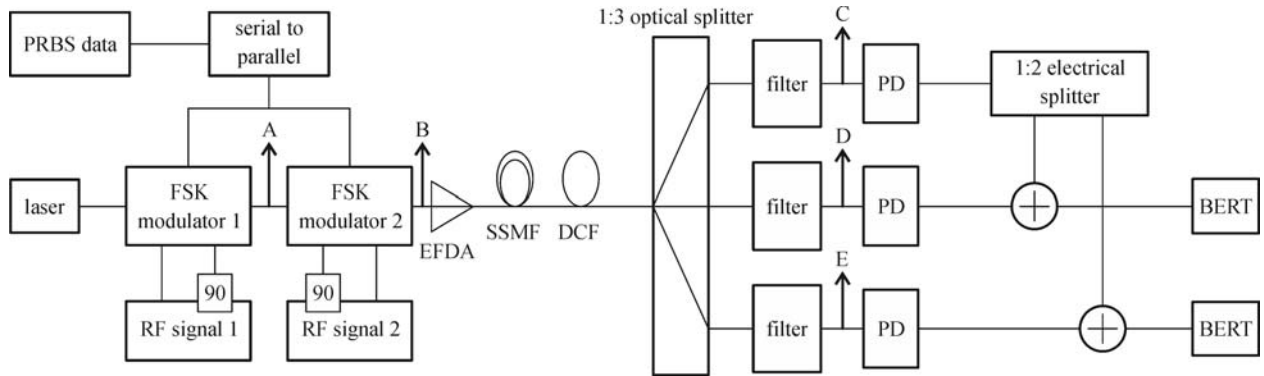 PRBS data
serial to
parallel
1:3 optical splitter
C
filter
PD
1:2 electrical
splitter
A
B
D
laser
FSK
modulator 1
FSK
modulator 2
EFDA
SSMF
DCF
filter
PD
BERT
E
90
RF signal 1
90
RF signal 2
filter
PD
BERT